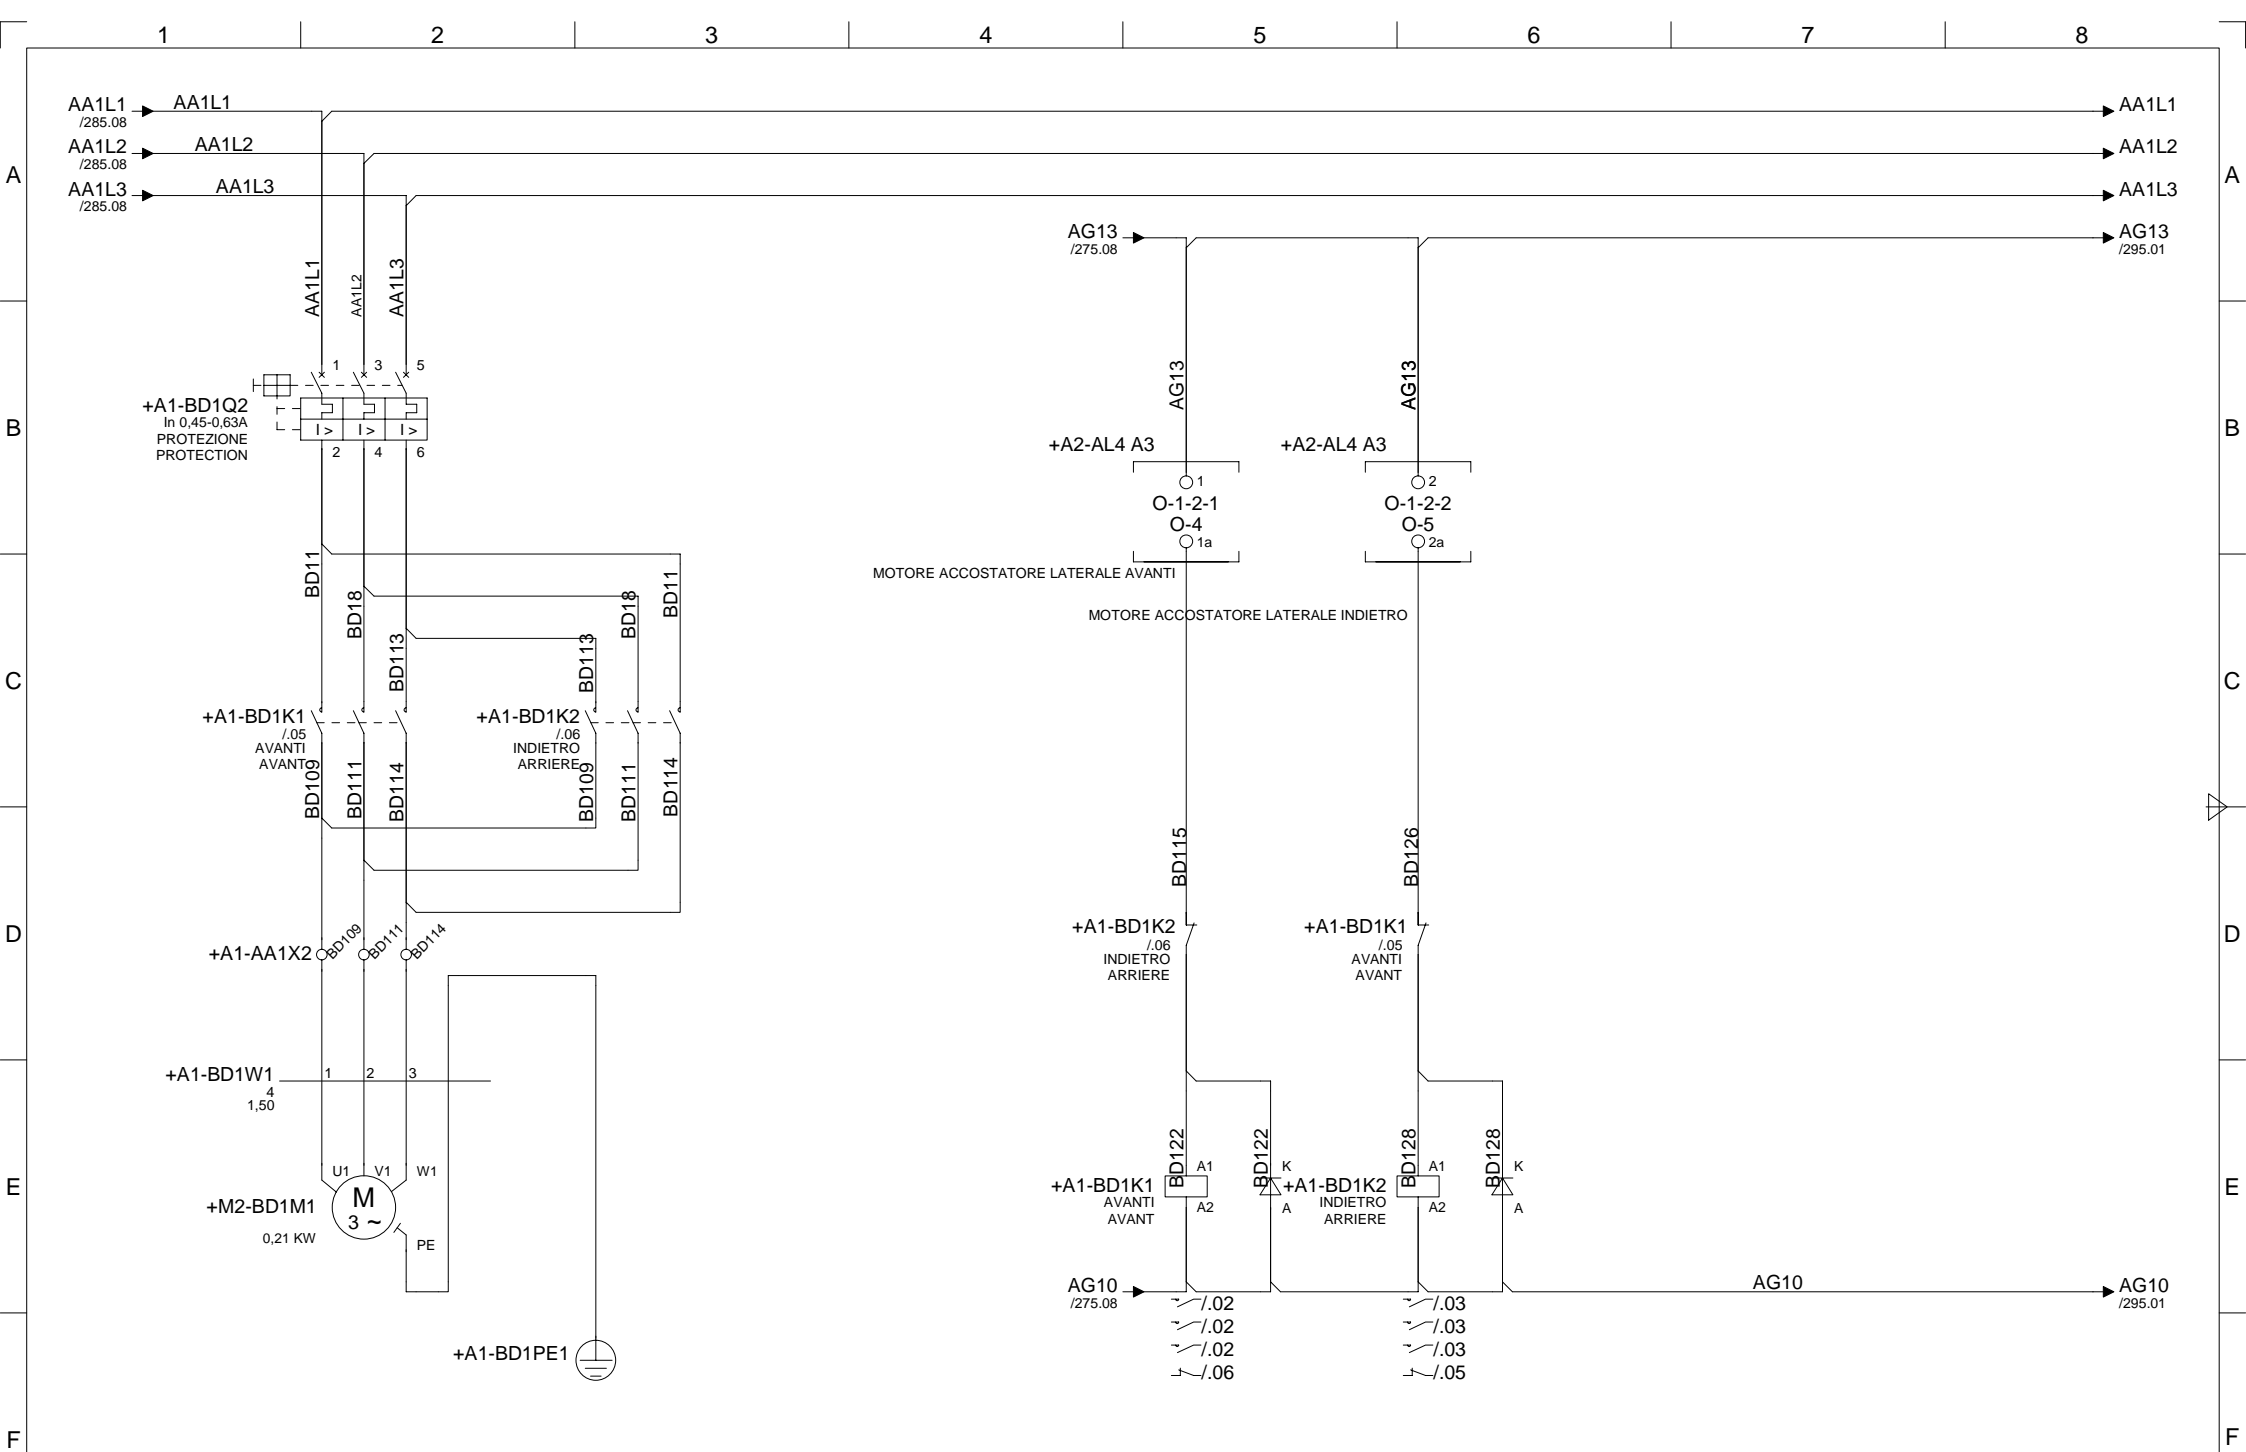 1 2 3 4 5 6 7 8
AA1L1 AA1L1 AA1L1
/285.08
AA1L2 AA1L2 AA1L2
/285.08
A A
AA1L3 AA1L3 AA1L3
/285.08
AG13 AG13
/275.08 /295.01
AA1L1 AA1L2 AA1L3
AG13 AG13
1 3 5
+A1-BD1Q2
In 0,45-0,63A
PROTEZIONE
PROTECTION
I > I > I >
2 4 6
B B
+A2-AL4 A3 +A2-AL4 A3
1 2
O-1-2-1 O-1-2-2
O-4 O-5
1a 2a
MOTORE ACCOSTATORE LATERALE AVANTI
MOTORE ACCOSTATORE LATERALE INDIETRO
BD11 BD18 BD113 BD113 BD18 BD11
C C
+A1-BD1K1
/.05
AVANTI
AVANT
+A1-BD1K2
/.06
INDIETRO
ARRIERE
BD109 BD111 BD114 BD109 BD111 BD114
BD115 BD126
D D
+A1-BD1K2
/.06
INDIETRO
ARRIERE
+A1-BD1K1
/.05
AVANTI
AVANT
+A1-AA1X2 BD109 BD111 BD114
+A1-BD1W1 1 2 3
4
1,50
BD122 BD122 BD128 BD128
U1 V1 W1
E E
+M2-BD1M1
0,21 KW
M
3 ~
PE
+A1-BD1K1
AVANTI
AVANT
A1
A2
K
A
+A1-BD1K2
INDIETRO
ARRIERE
A1
A2
K
A
AG10 AG10 AG10
/275.08 /295.01
/.02 /.03
/.02 /.03
/.02 /.03
/.06 /.05
+A1-BD1PE1
F F